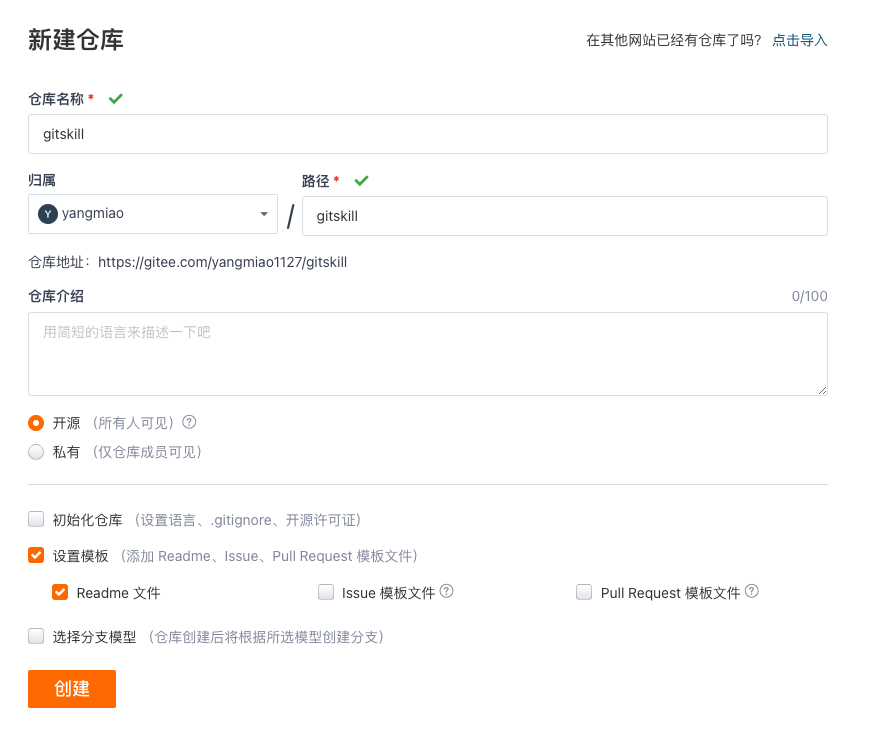 新建仓库
在其他网站已经有仓库了吗? 点击导入
仓库名称 *
gitskill
归属
路径 *
Y yangmiao
/
gitskill
仓库地址：https://gitee.com/yangmiao1127/gitskill
仓库介绍
0/100
用简短的语言来描述一下吧
开源 （所有人可见） ?
私有 （仅仓库成员可见）
初始化仓库 （设置语言、.gitignore、开源许可证）
设置模板 （添加 Readme、Issue、Pull Request 模板文件）
Readme 文件
Issue 模板文件 ?
Pull Request 模板文件 ?
选择分支模型 （仓库创建后将根据所选模型创建分支）
创建